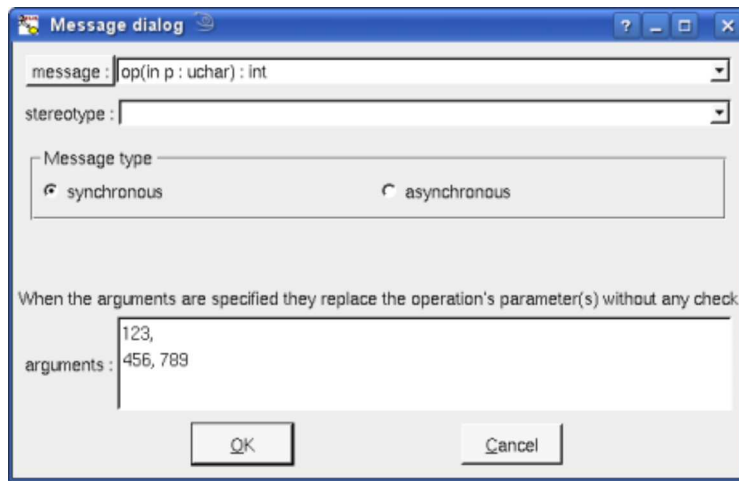 Message dialog
message : op(in p : uchar) : int
stereotype :
Message type
synchronous asynchronous
When the arguments are specified they replace the operation's parameter(s) without any check
arguments :
123,
456, 789
OK Cancel